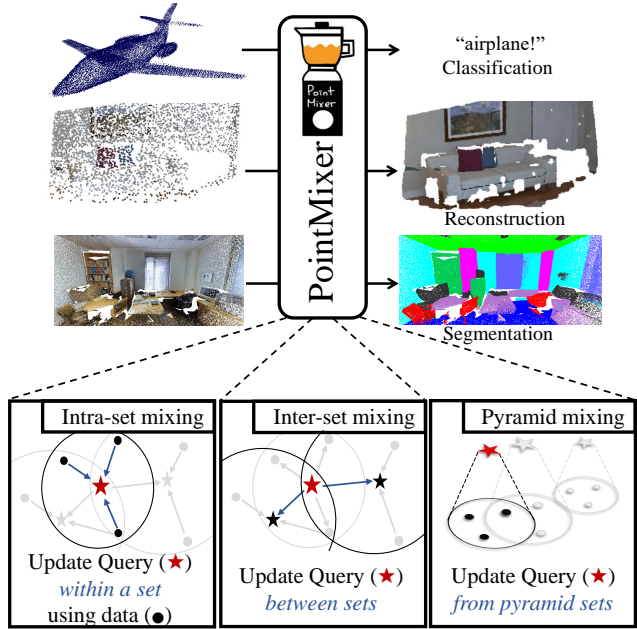 “airplane!”
Classification
Point
Mixer
PointMixer
Reconstruction
Segmentation
Intra-set mixing
Update Query (★)
within a set
using data (●)
Inter-set mixing
Update Query (★)
between sets
Pyramid mixing
Update Query (★)
from pyramid sets